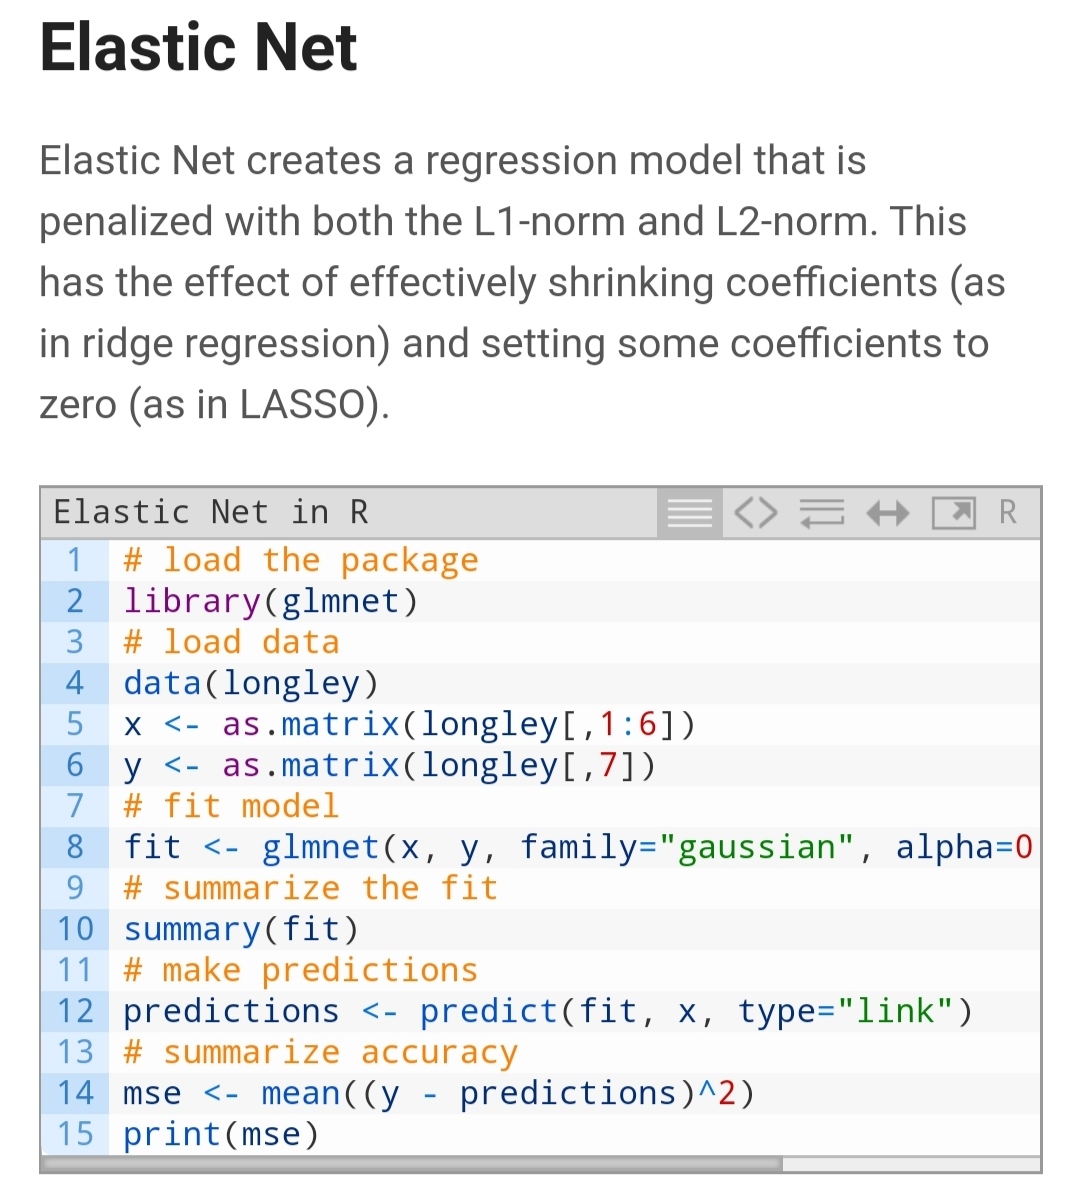 Elastic Net
Elastic Net creates a regression model that is
penalized with both the L1-norm and L2-norm. This
has the effect of effectively shrinking coefficients (as
in ridge regression) and setting some coefficients to
zero (as in LASSO).
Elastic Net in R R
1 # load the package
2 library(glmnet)
3 # load data
4 data(longley)
5 x <- as.matrix(longley[,1:6])
6 y <- as.matrix(longley[,7])
7 # fit model
8 fit <- glmnet(x, y, family="gaussian", alpha=0
9 # summarize the fit
10 summary(fit)
11 # make predictions
12 predictions <- predict(fit, x, type="link")
13 # summarize accuracy
14 mse <- mean((y - predictions)^2)
15 print(mse)